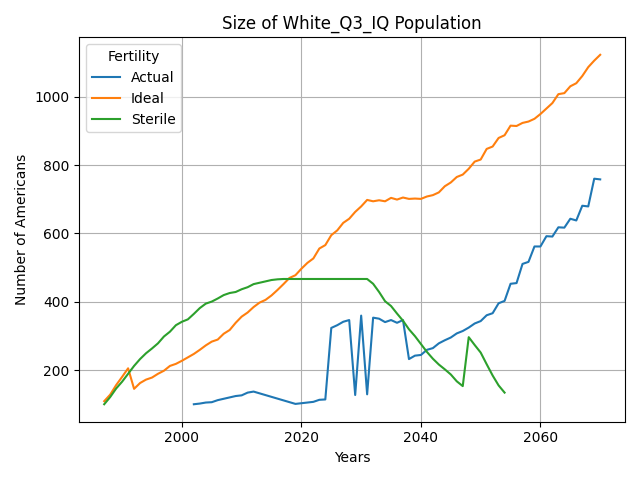 Size of White_Q3_IQ Population
Fertility
Actual
Ideal
Sterile
Number of Americans
1000
800
600
400
200
2000
2020
2040
2060
Years